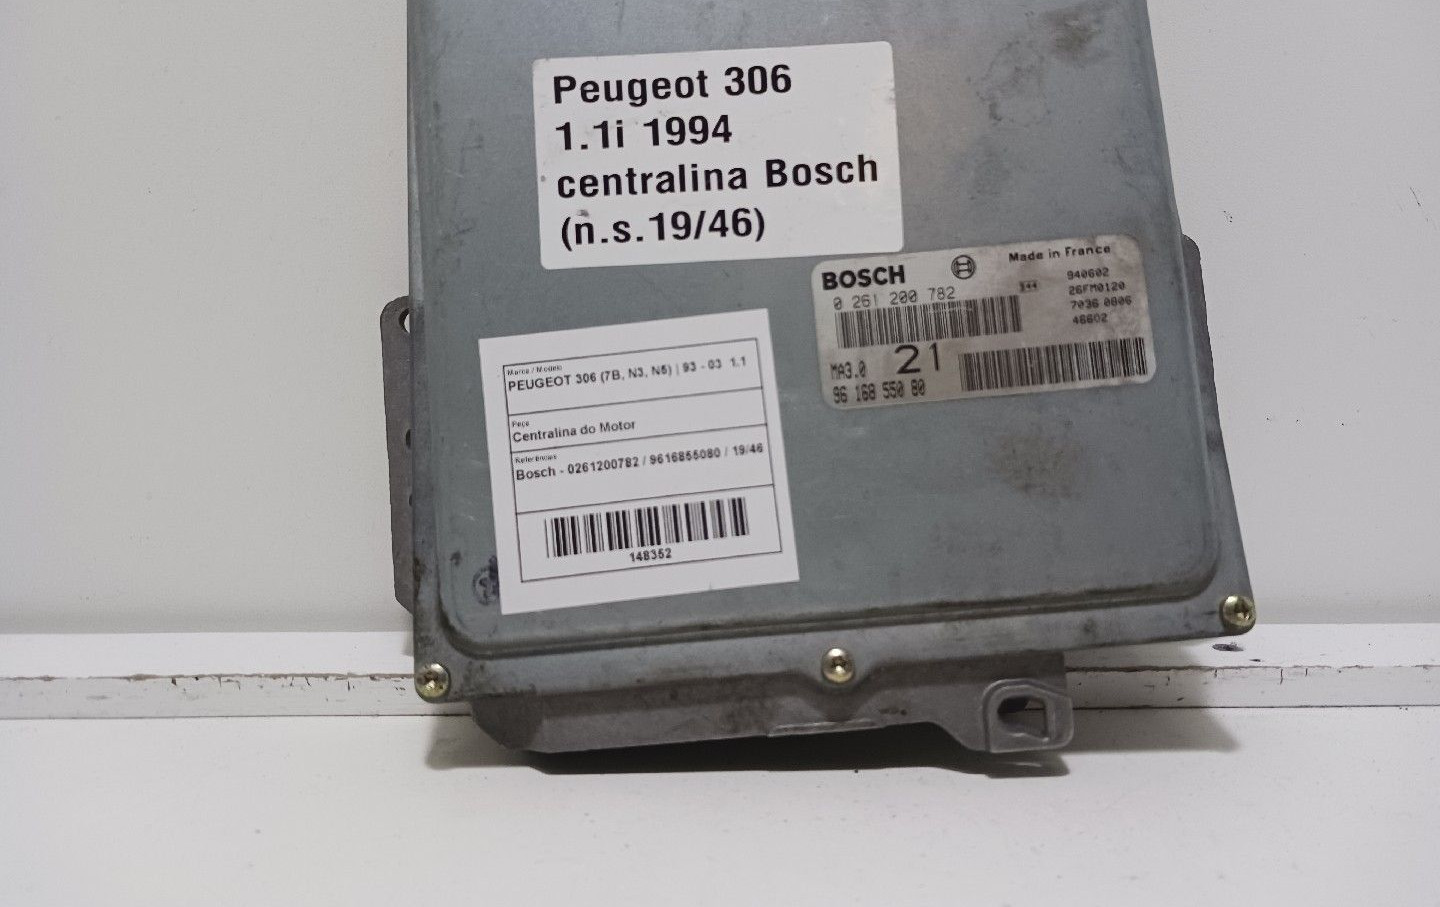 Peugeot 306
1.1i 1994
centralina Bosch
(n.s.19/46)
BOSCH
Made in France
0 261 200 782
944
940602
26FM0120
7036 0806
46602
MA3.0
21
96 168 550 80
Marca / Modelo
PEUGEOT 306 (7B, N3, N5) | 93 - 03 1.1
Peça
Centralina do Motor
Referências
Bosch - 0261200782 / 9616855080 / 19/46
148352